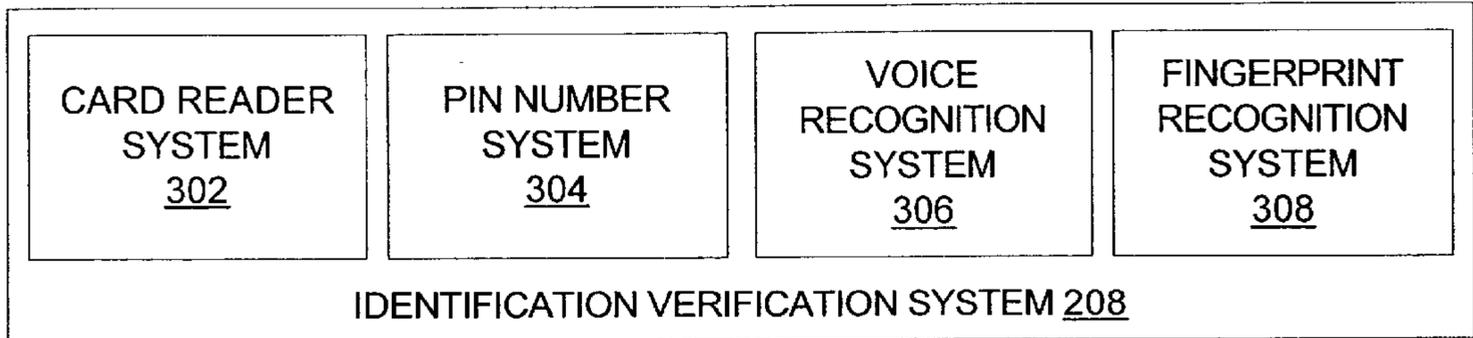 CARD READER
SYSTEM
302
PIN NUMBER
SYSTEM
304
VOICE
RECOGNITION
SYSTEM
306
FINGERPRINT
RECOGNITION
SYSTEM
308
IDENTIFICATION VERIFICATION SYSTEM 208